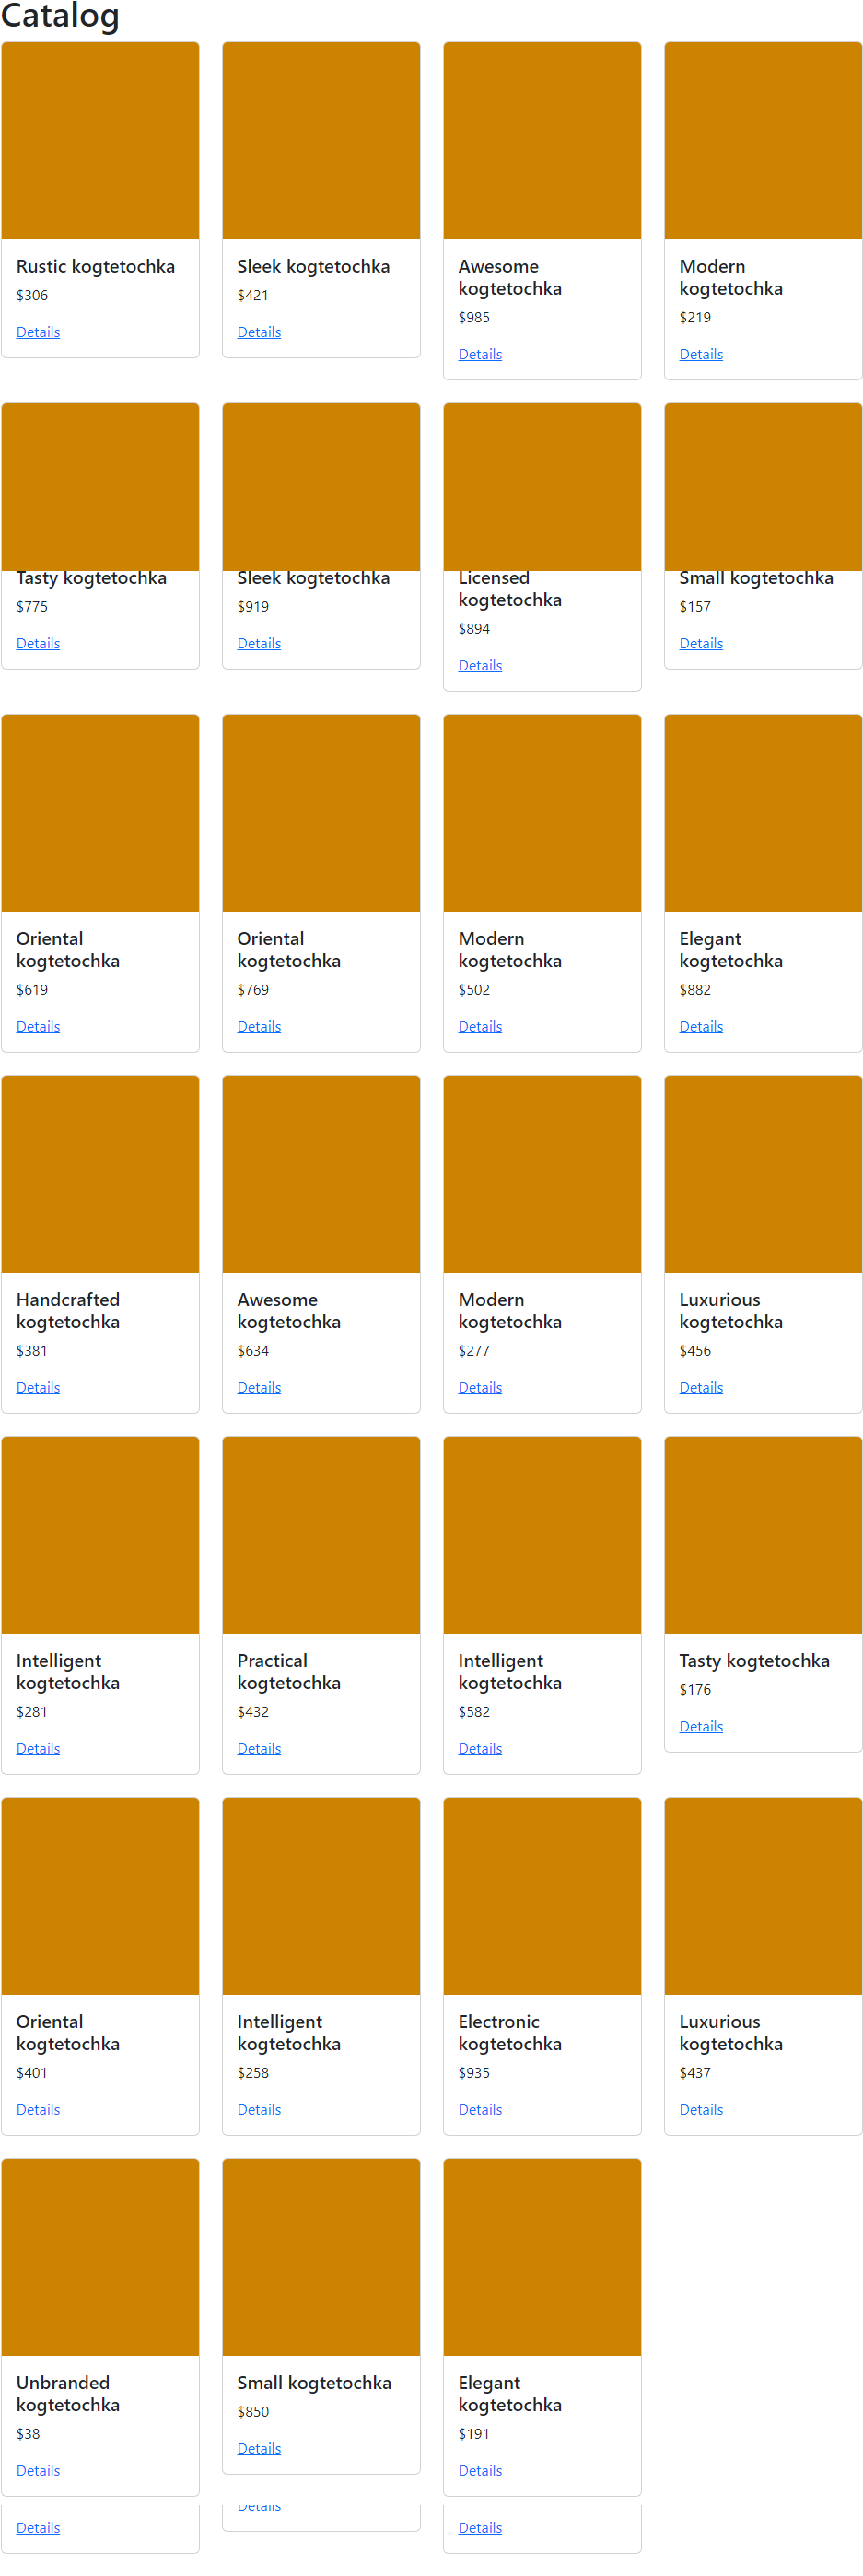 Catalog
Rustic kogtetochka
$306
Details
Sleek kogtetochka
$421
Details
Awesome
kogtetochka
$985
Details
Modern
kogtetochka
$219
Details
Tasty kogtetochka
$775
Details
Sleek kogtetochka
$919
Details
Licensed
kogtetochka
$894
Details
Small kogtetochka
$157
Details
Oriental
kogtetochka
$619
Details
Oriental
kogtetochka
$769
Details
Modern
kogtetochka
$502
Details
Elegant
kogtetochka
$882
Details
Handcrafted
kogtetochka
$381
Details
Awesome
kogtetochka
$634
Details
Modern
kogtetochka
$277
Details
Luxurious
kogtetochka
$456
Details
Intelligent
kogtetochka
$281
Details
Practical
kogtetochka
$432
Details
Intelligent
kogtetochka
$582
Details
Tasty kogtetochka
$176
Details
Oriental
kogtetochka
$401
Details
Intelligent
kogtetochka
$258
Details
Electronic
kogtetochka
$935
Details
Luxurious
kogtetochka
$437
Details
Unbranded
kogtetochka
$38
Details
Small kogtetochka
$850
Details
Elegant
kogtetochka
$191
Details
Details
Details
Details